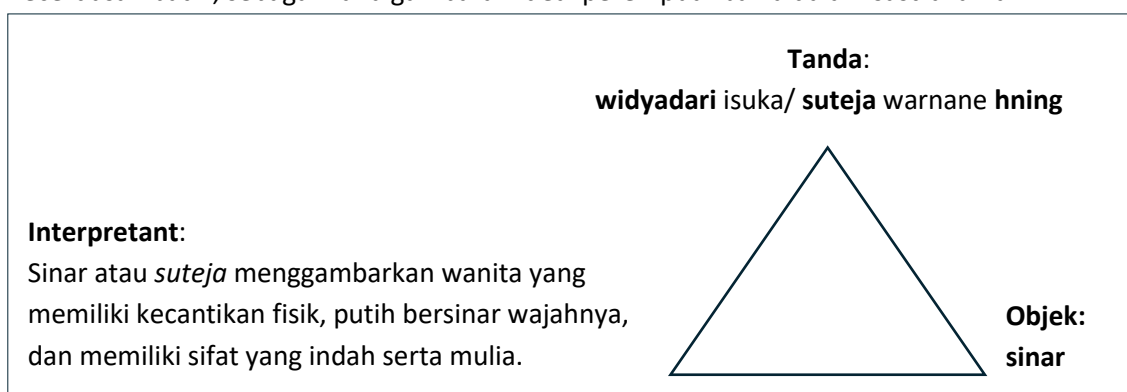 Tanda:
widyadari isuka/ suteja warnane hning
Interpretant:
Sinar atau suteja menggambarkan wanita yang
memiliki kecantikan fisik, putih bersinar wajahnya,
dan memiliki sifat yang indah serta mulia.
Objek:
sinar